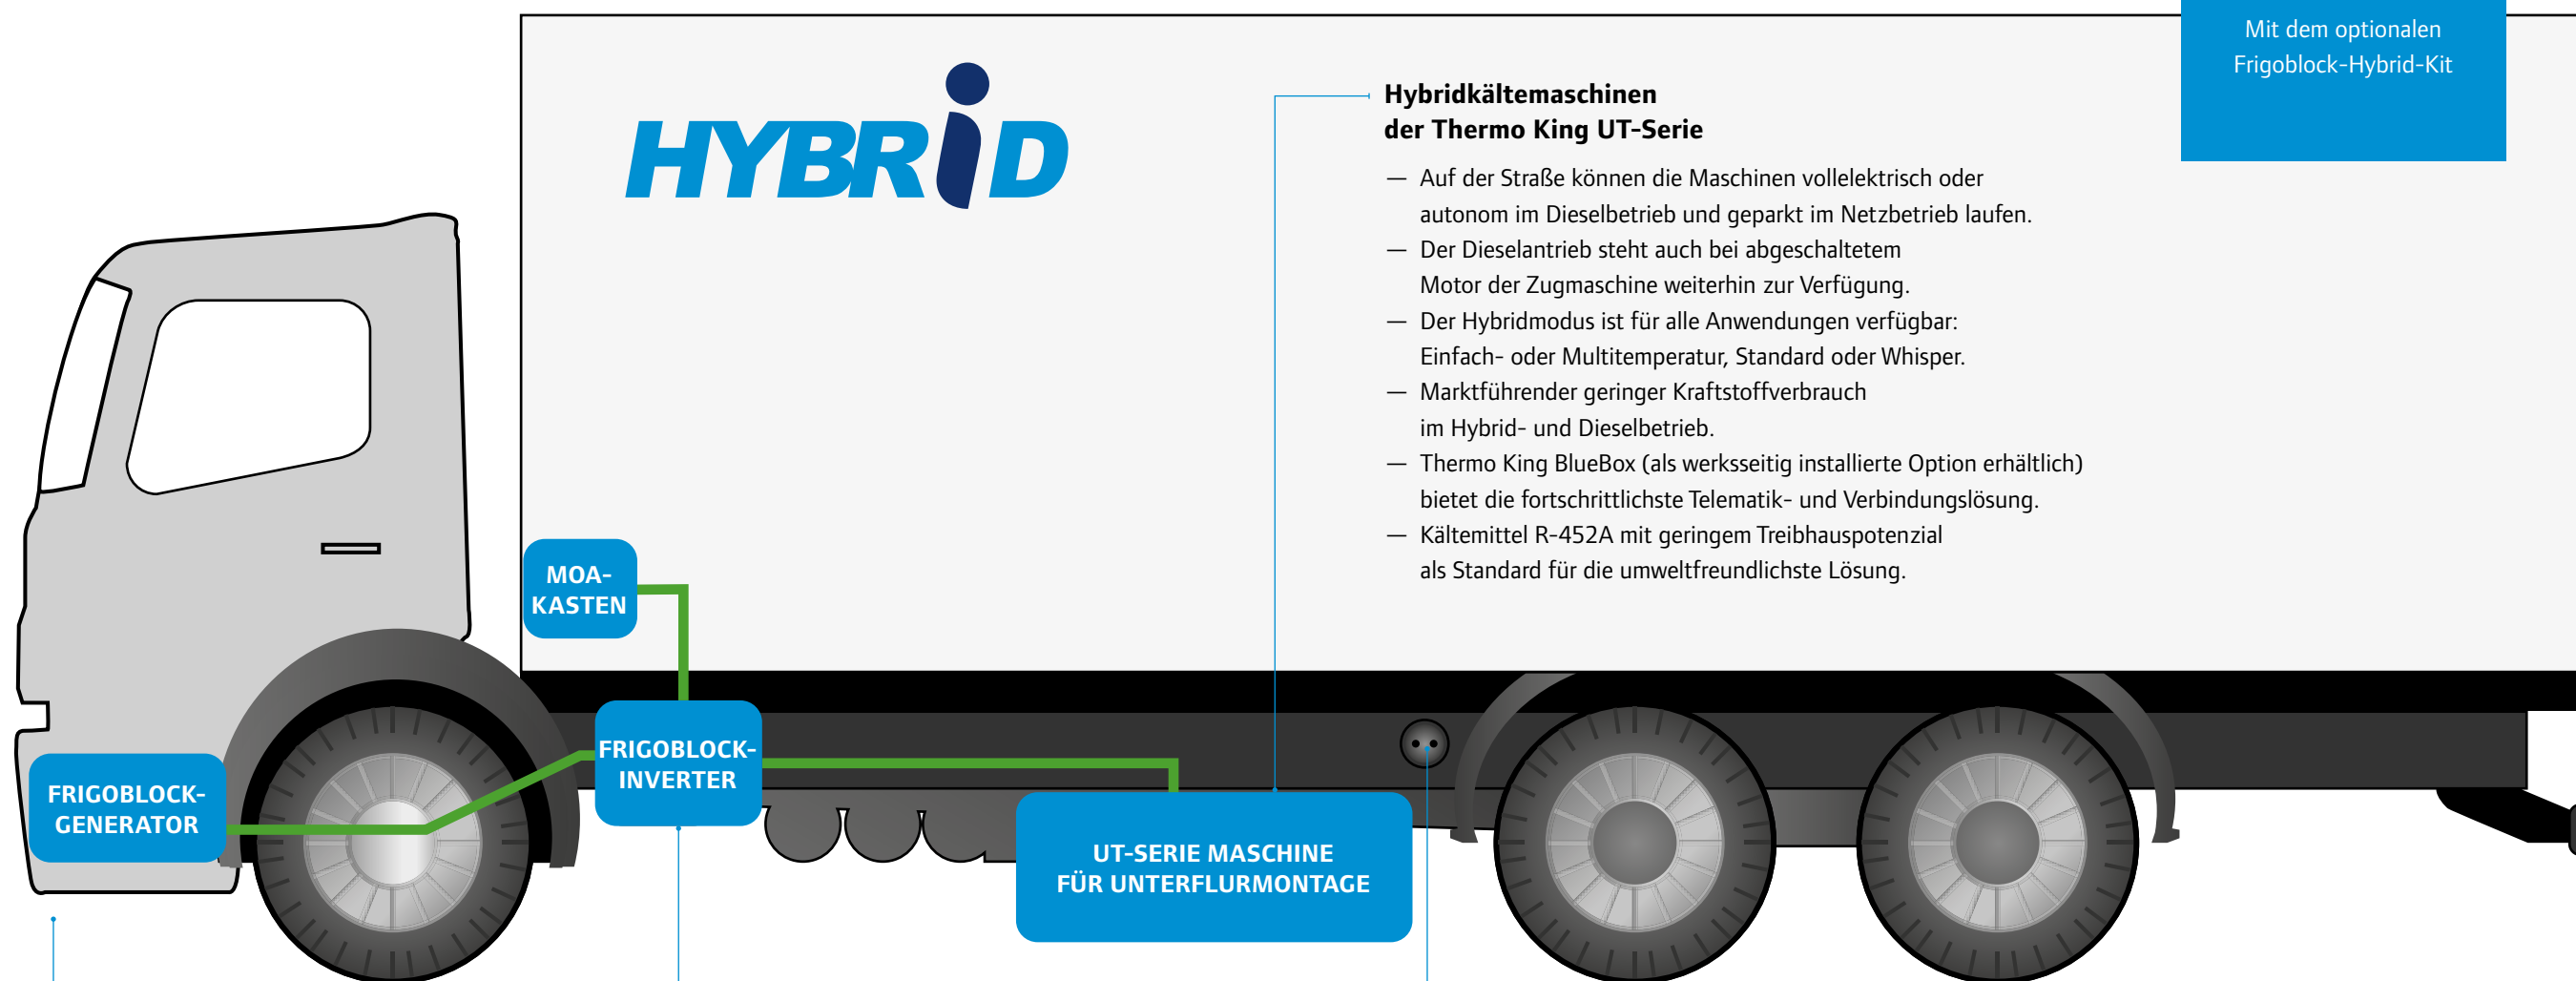 Mit dem optionalen
Frigoblock-Hybrid-Kit
HYBRiD
Hybridkältemaschinen
der Thermo King UT-Serie
— Auf der Straße können die Maschinen vollelektrisch oder
autonom im Dieselbetrieb und geparkt im Netzbetrieb laufen.
— Der Dieselantrieb steht auch bei abgeschaltetem
Motor der Zugmaschine weiterhin zur Verfügung.
— Der Hybridmodus ist für alle Anwendungen verfügbar:
Einfach- oder Multitemperatur, Standard oder Whisper.
— Marktführender geringer Kraftstoffverbrauch
im Hybrid- und Dieselbetrieb.
— Thermo King BlueBox (als werksseitig installierte Option erhältlich)
bietet die fortschrittlichste Telematik- und Verbindungslösung.
— Kältemittel R-452A mit geringem Treibhauspotenzial
als Standard für die umweltfreundlichste Lösung.
MOA-
KASTEN
FRIGOBLOCK-
INVERTER
FRIGOBLOCK-
GENERATOR
UT-SERIE MASCHINE
FÜR UNTERFLURMONTAGE